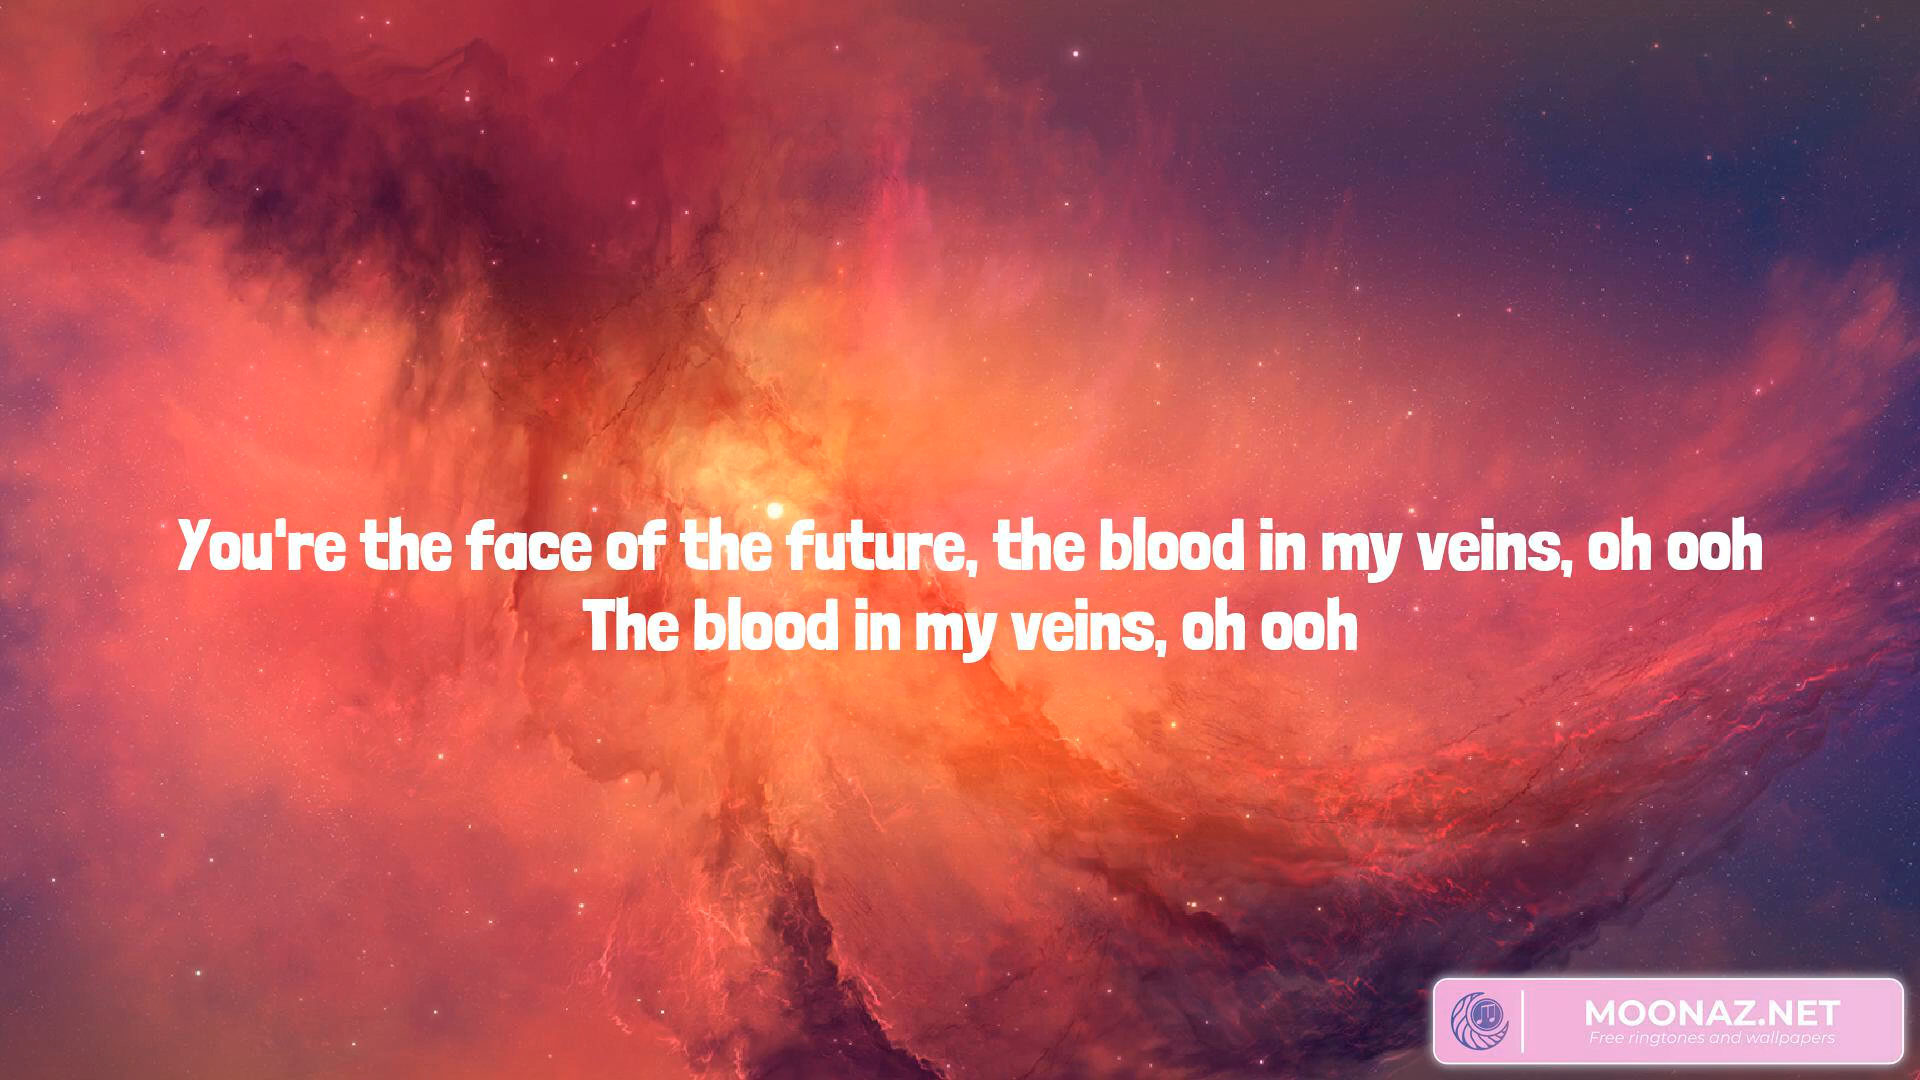 You're the face of the future, the blood in my veins, oh ooh
The blood in my veins, oh ooh
MOONAZ.NET
Free ringtones and wallpapers